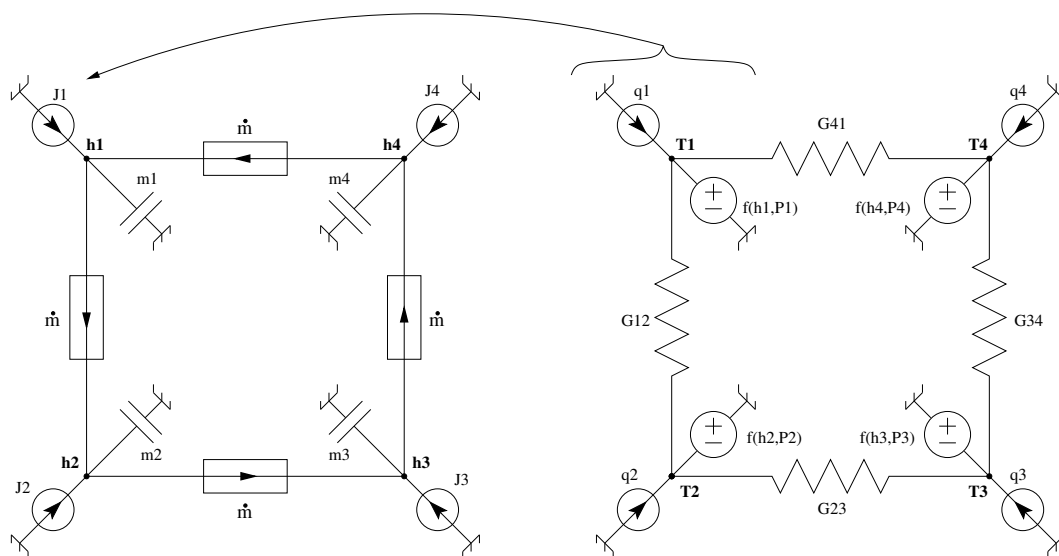 J1
J4
q1
q4
ṁ
G41
h1
h4
T1
T4
m1
m4
f(h1,P1)
f(h4,P4)
ṁ
ṁ
G12
G34
m2
m3
f(h2,P2)
f(h3,P3)
h2
h3
J2
J3
ṁ
T2
T3
q2
q3
G23